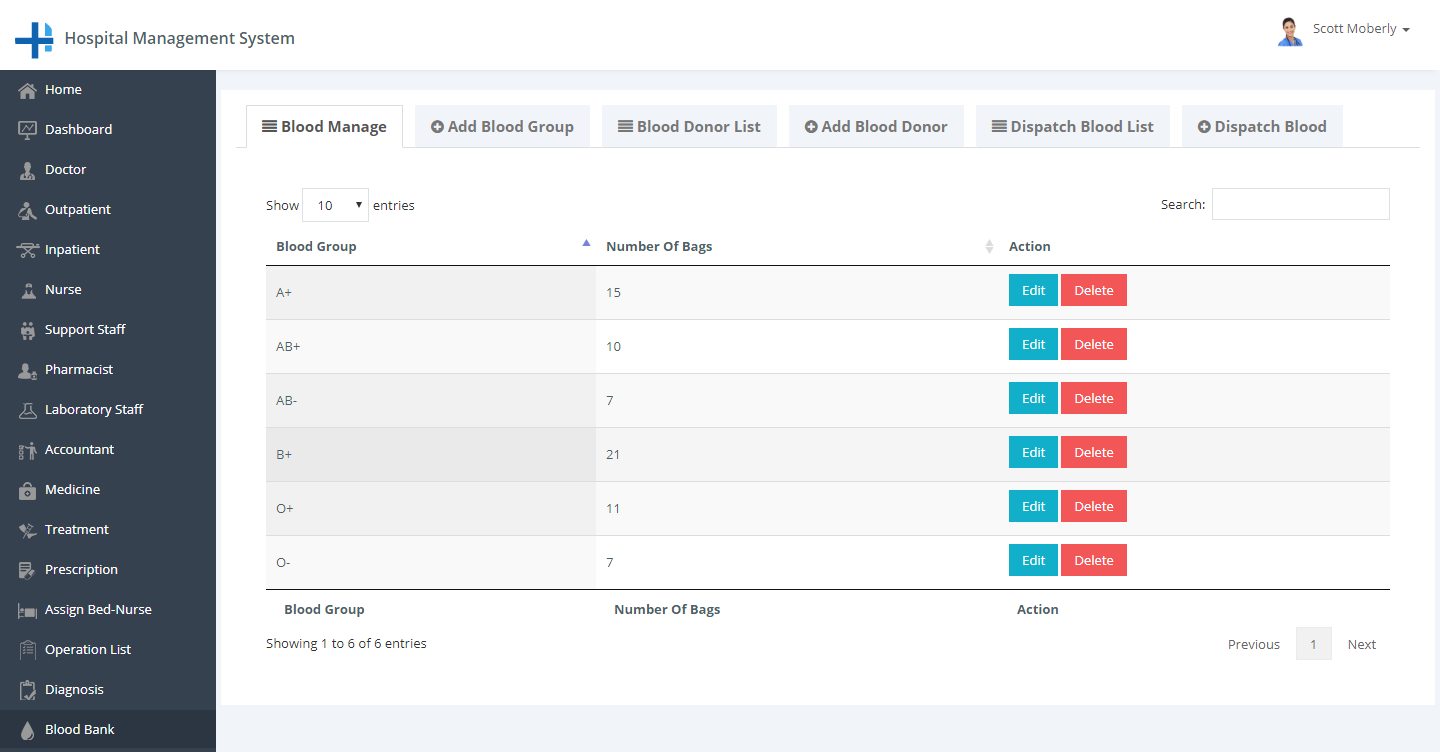 Hospital Management System
Scott Moberly
Home
Dashboard
Doctor
Outpatient
Inpatient
Nurse
Support Staff
Pharmacist
Laboratory Staff
Accountant
Medicine
Treatment
Prescription
Assign Bed-Nurse
Operation List
Diagnosis
Blood Bank
Blood Manage Add Blood Group Blood Donor List Add Blood Donor Dispatch Blood List Dispatch Blood
Show 10 entries Search:
Blood Group Number Of Bags Action
A+ 15 Edit Delete
AB+ 10 Edit Delete
AB- 7 Edit Delete
B+ 21 Edit Delete
O+ 11 Edit Delete
O- 7 Edit Delete
Blood Group Number Of Bags Action
Showing 1 to 6 of 6 entries Previous 1 Next